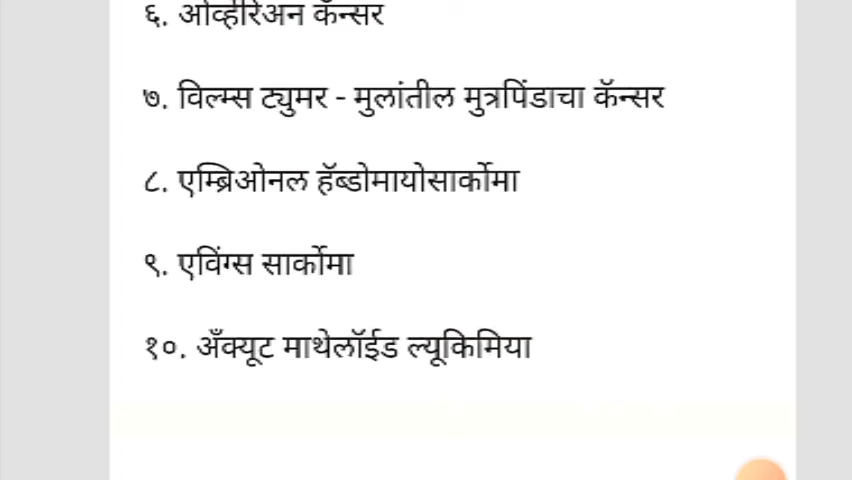 ६. ओव्हेरिअन कॅन्सर
७. विल्म्स ट्युमर - मुलांतील मुत्रपिंडाचा कॅन्सर
८. एम्ब्रिओनल हॅब्डोमायोसार्कोमा
९. एविंग्स सार्कोमा
१०. अँक्यूट माथेलॉईड ल्यूकिमिया